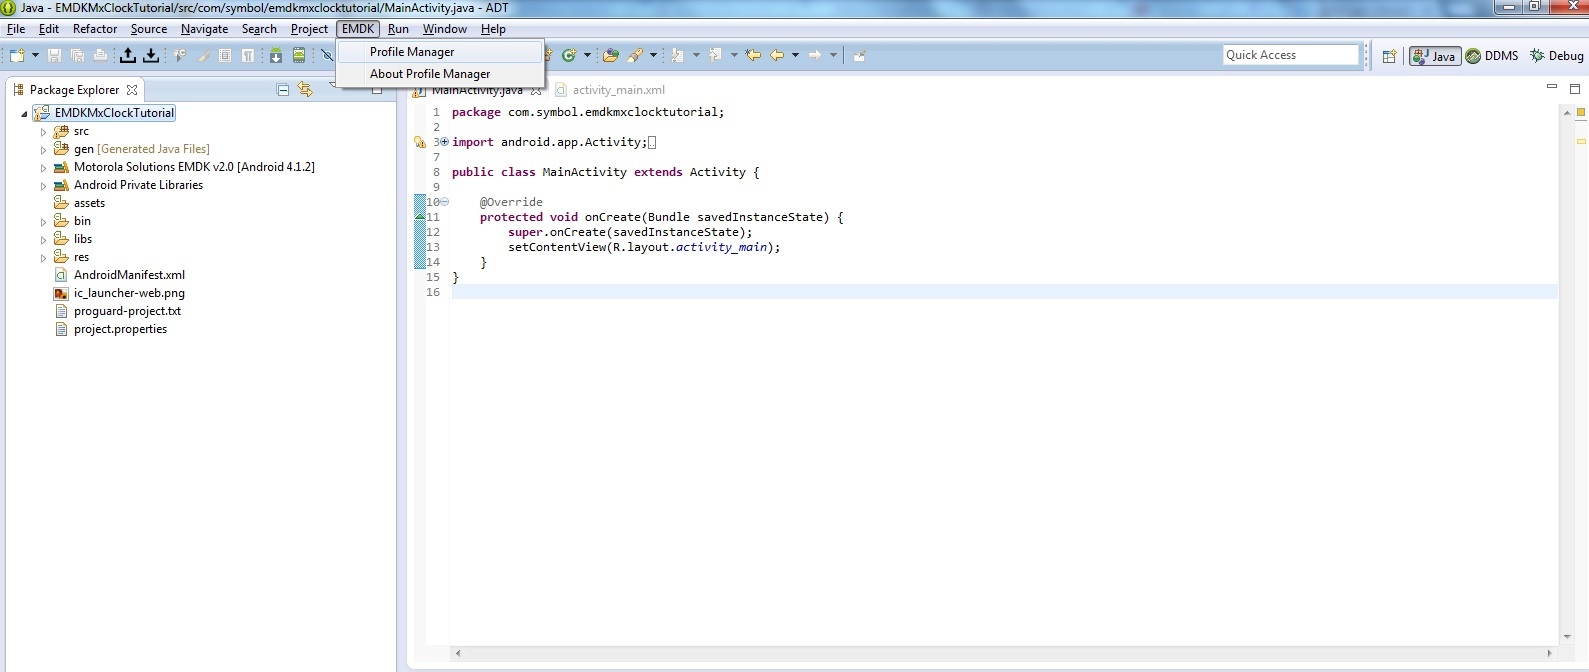 Java - EMDKMxClockTutorial/src/com/symbol/emdkmxclocktutorial/MainActivity.java - ADT
File Edit Refactor Source Navigate Search Project EMDK Run Window Help
Profile Manager
About Profile Manager
Quick Access
Java DDMS Debug
Package Explorer
EMDKMxClockTutorial
src
gen [Generated Java Files]
Motorola Solutions EMDK v2.0 [Android 4.1.2]
Android Private Libraries
assets
bin
libs
res
AndroidManifest.xml
ic_launcher-web.png
proguard-project.txt
project.properties
MainActivity.java activity_main.xml
1 package com.symbol.emdkmxclocktutorial;
2
3 import android.app.Activity;
7
8 public class MainActivity extends Activity {
9
10 @Override
11 protected void onCreate(Bundle savedInstanceState) {
12 super.onCreate(savedInstanceState);
13 setContentView(R.layout.activity_main);
14 }
15 }
16